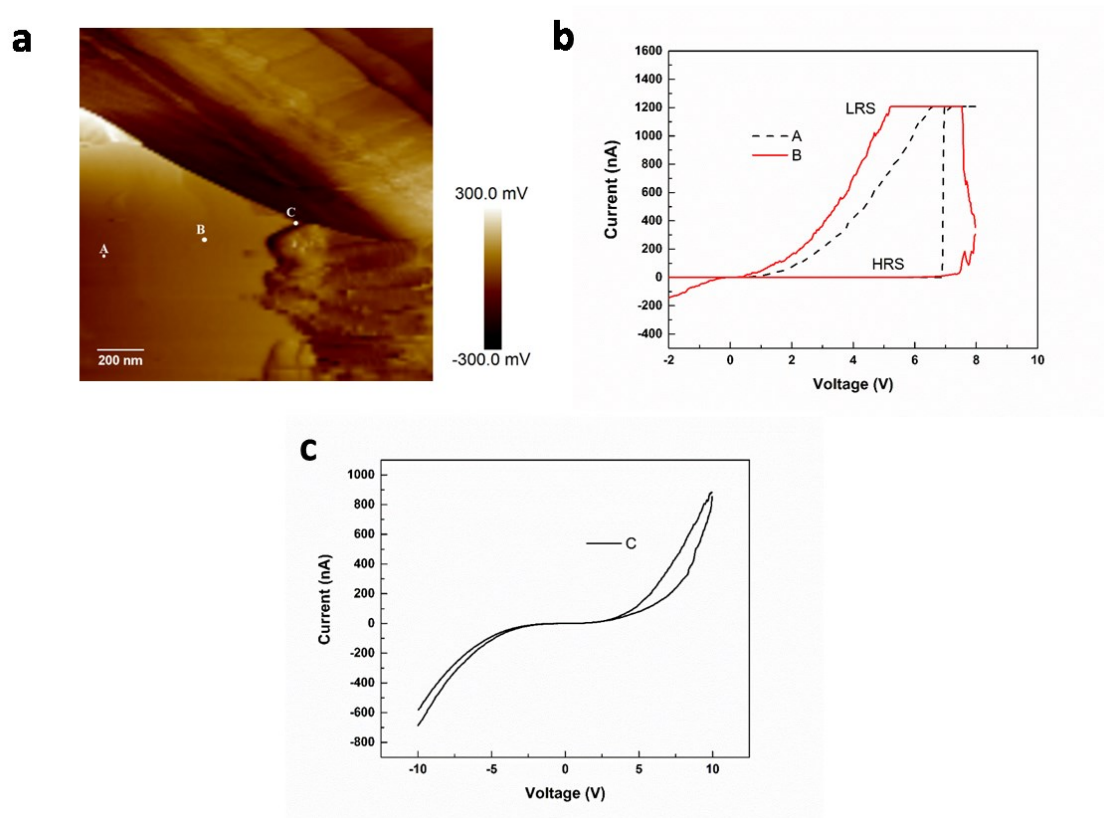 a
A
B
C
200 nm
300.0 mV
-300.0 mV
b
1600
1400
1200
1000
800
600
400
200
0
-200
-400
Current (nA)
LRS
HRS
A
B
-2
0
2
4
6
8
10
Voltage (V)
c
1000
800
600
400
200
0
-200
-400
-600
-800
Current (nA)
C
-10
-5
0
5
10
Voltage (V)